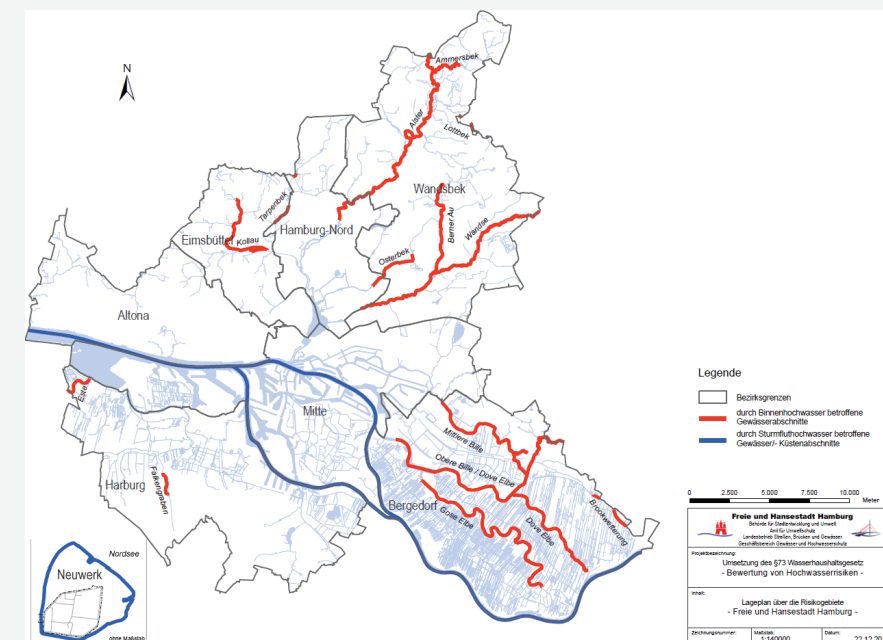 N
Ammersbek
Alster
Lottbek
Wandsbek
Tarpenbek
Eimsbüttel
Kollau
Hamburg-Nord
Berner Au
Wandse
Osterbek
Altona
Este
Mitte
Mittlere Bille
Obere Bille / Dove Elbe
Harburg
Falkengraben
Bergedorf
Gose Elbe
Dove Elbe
Brookwetterung
Nordsee
Neuwerk
ohne Maßstab
Legende
Bezirksgrenzen
durch Binnenhochwasser betroffene
Gewässerabschnitte
durch Sturmfluthochwasser betroffene
Gewässer/- Küstenabschnitte
0 2.500 5.000 7.500 10.000
Meter
Freie und Hansestadt Hamburg
Behörde für Stadtentwicklung und Umwelt
Amt für Umweltschutz
Landesbetrieb Straßen, Brücken und Gewässer
Geschäftsbereich Gewässer und Hochwasserschutz
Projektbezeichnung:
Umsetzung des §73 Wasserhaushaltsgesetz
- Bewertung von Hochwasserrisiken -
Inhalt:
Lageplan über die Risikogebiete
- Freie und Hansestadt Hamburg -
Zeichnungsnummer: Maßstab: Datum:
1:140000 22.12.20